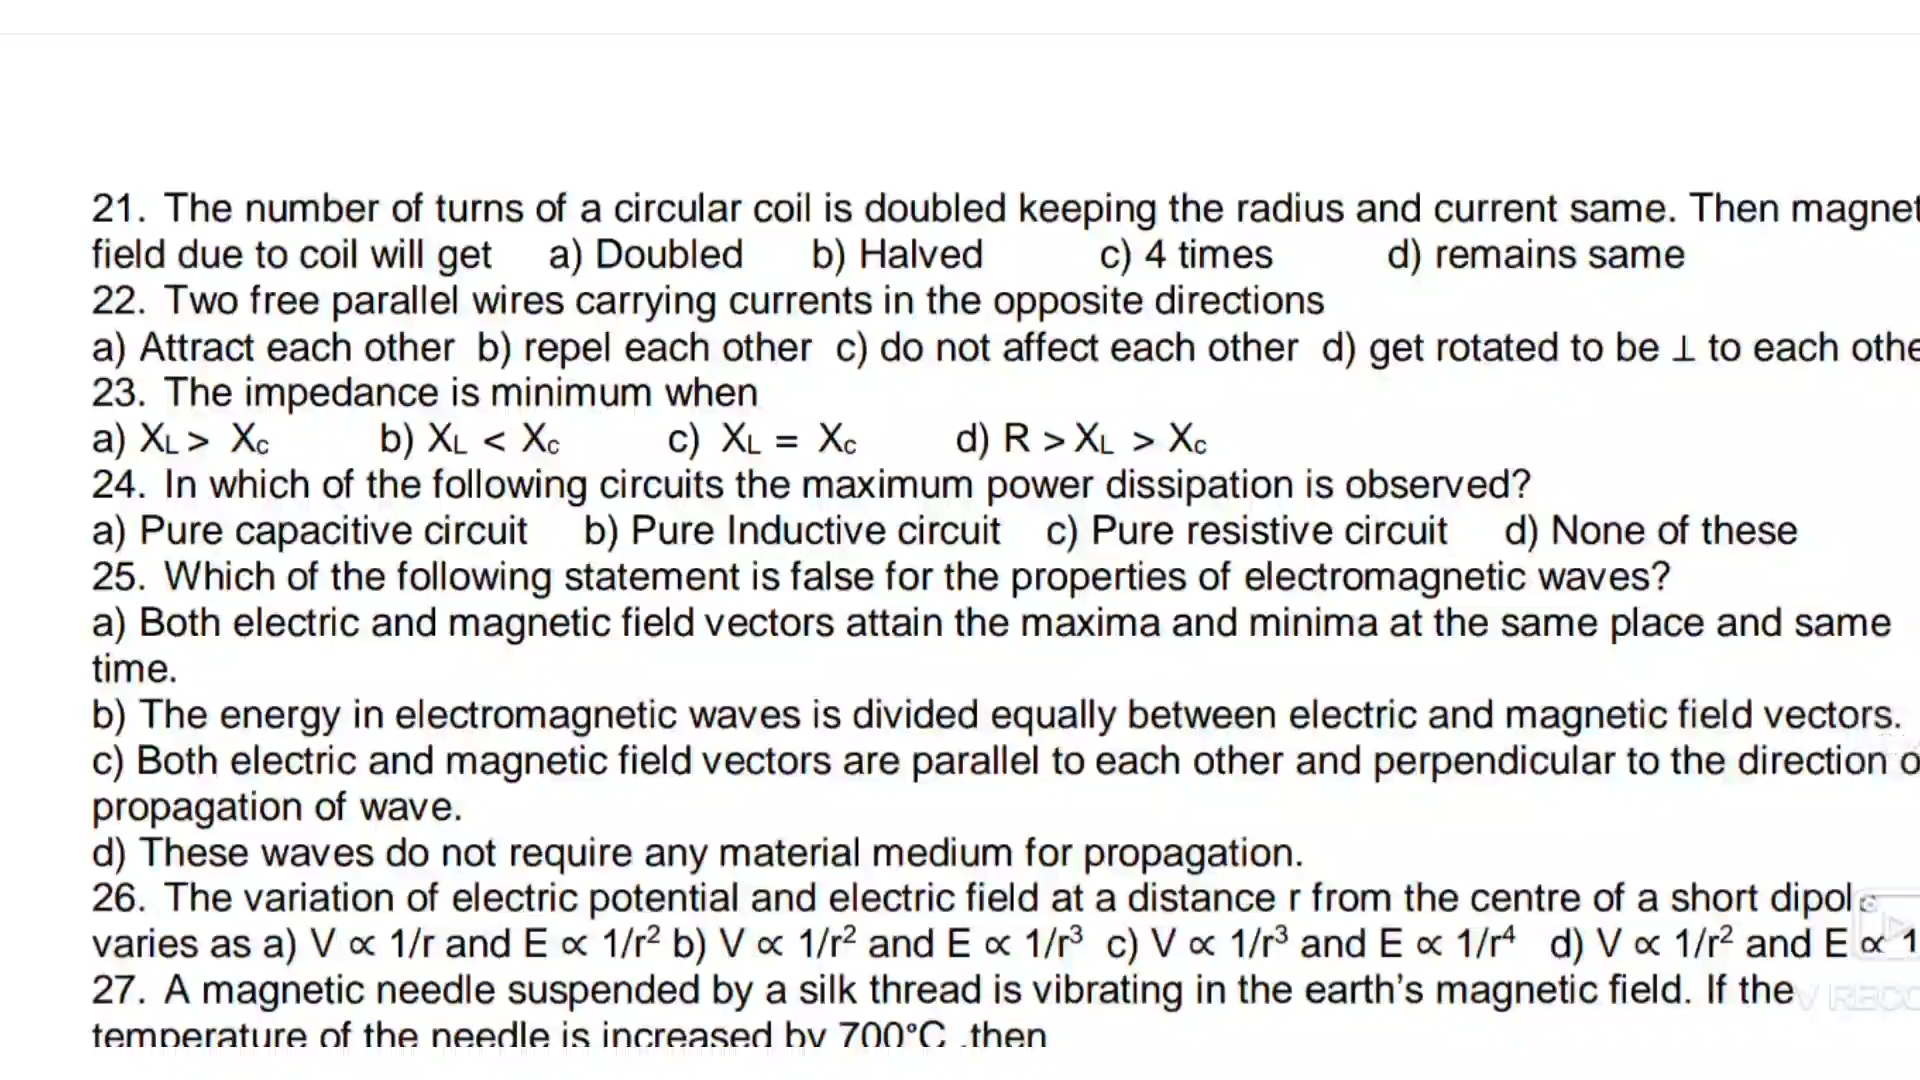 21. The number of turns of a circular coil is doubled keeping the radius and current same. Then magnet
field due to coil will get a) Doubled b) Halved c) 4 times d) remains same
22. Two free parallel wires carrying currents in the opposite directions
a) Attract each other b) repel each other c) do not affect each other d) get rotated to be ⊥ to each othe
23. The impedance is minimum when
a) XL > Xc b) XL < Xc c) XL = Xc d) R > XL > Xc
24. In which of the following circuits the maximum power dissipation is observed?
a) Pure capacitive circuit b) Pure Inductive circuit c) Pure resistive circuit d) None of these
25. Which of the following statement is false for the properties of electromagnetic waves?
a) Both electric and magnetic field vectors attain the maxima and minima at the same place and same
time.
b) The energy in electromagnetic waves is divided equally between electric and magnetic field vectors.
c) Both electric and magnetic field vectors are parallel to each other and perpendicular to the direction o
propagation of wave.
d) These waves do not require any material medium for propagation.
26. The variation of electric potential and electric field at a distance r from the centre of a short dipole
varies as a) V ∝ 1/r and E ∝ 1/r² b) V ∝ 1/r² and E ∝ 1/r³ c) V ∝ 1/r³ and E ∝ 1/r⁴ d) V ∝ 1/r² and E ∝ 1
27. A magnetic needle suspended by a silk thread is vibrating in the earth's magnetic field. If the
temperature of the needle is increased by 700°C ,then